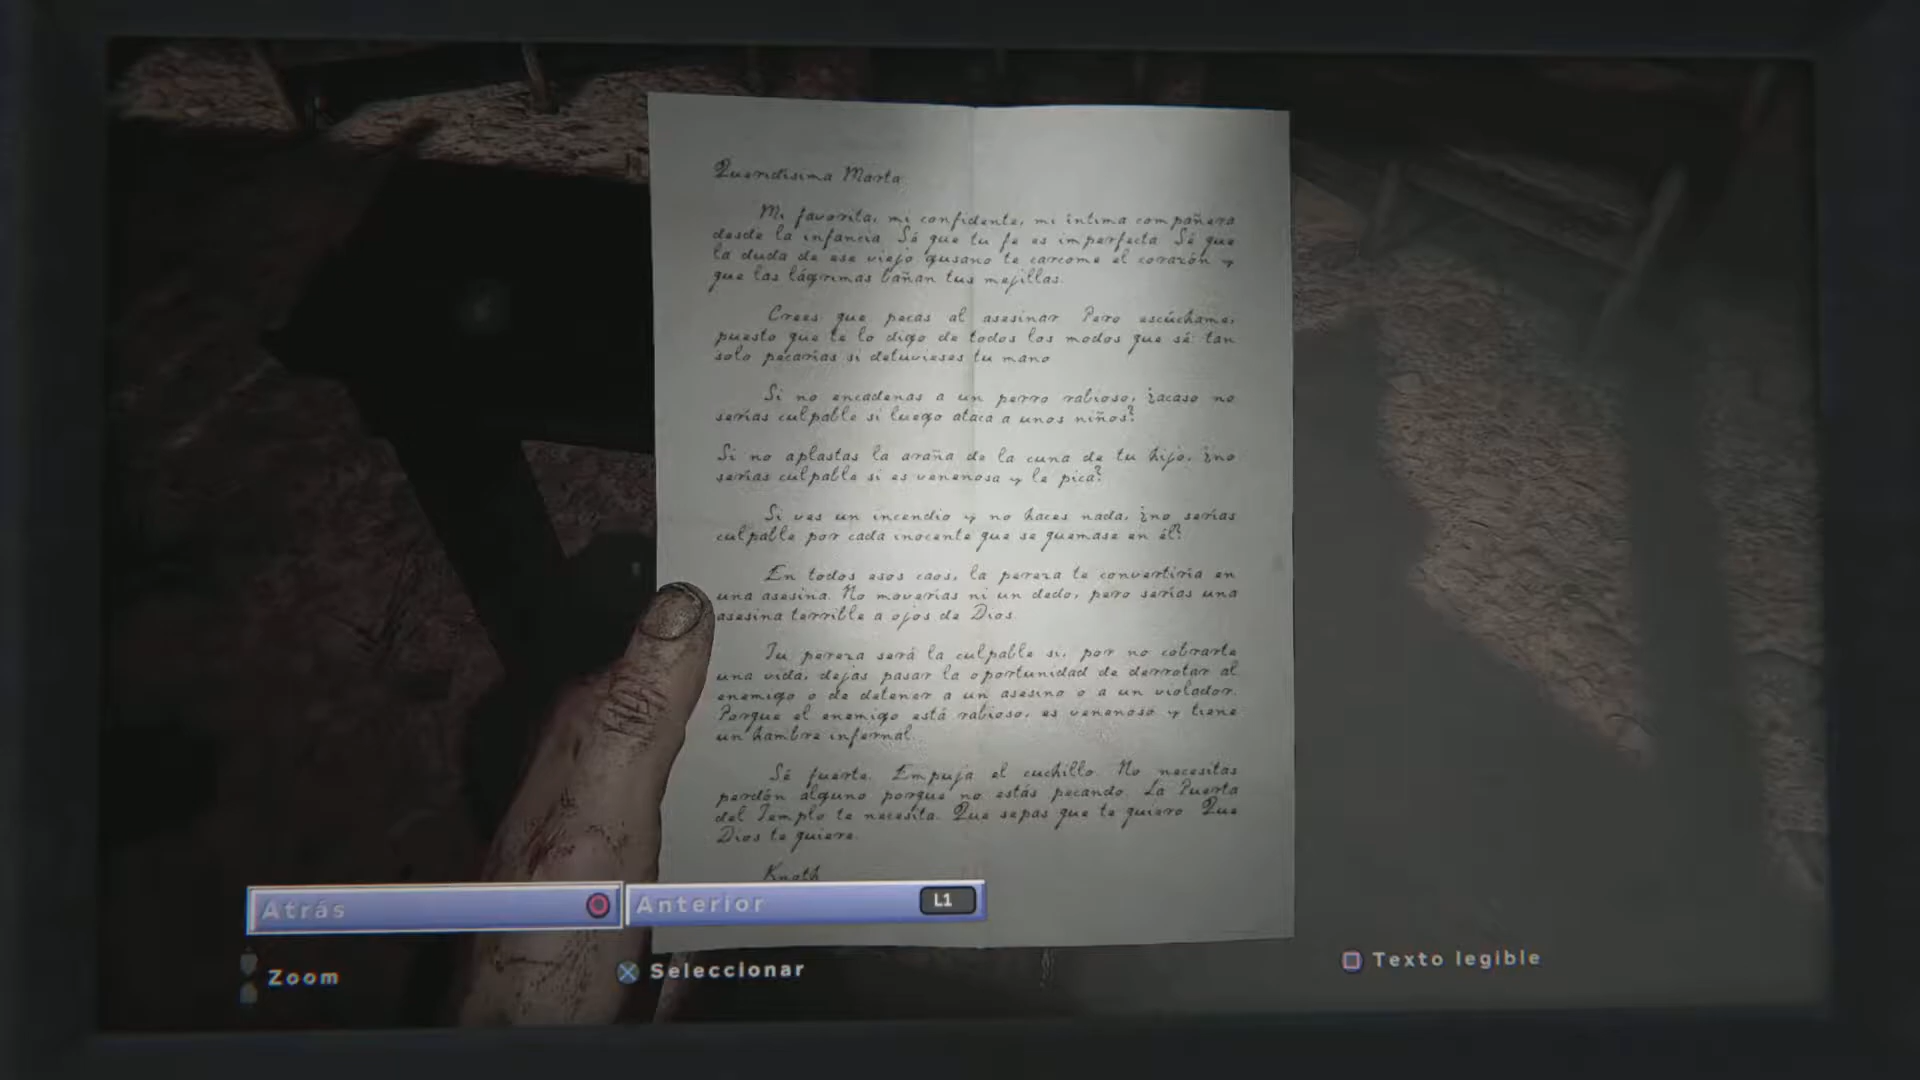 Queridísima Marta:
Mi favorita, mi confidente, mi íntima compañera
desde la infancia. Sé que tu fe es imperfecta. Sé que
la duda de ese viejo gusano te carcome el corazón y
que las lágrimas bañan tus mejillas.
Crees que pecas al asesinar. Pero escúchame,
puesto que te lo digo de todos los modos que sé: tan
solo pecarías si detuvieses tu mano.
Si no encadenas a un perro rabioso, ¿acaso no
serías culpable si luego ataca a unos niños?
Si no aplastas la araña de la cuna de tu hijo, ¿no
serías culpable si es venenosa y le pica?
Si ves un incendio y no haces nada, ¿no serías
culpable por cada inocente que se quemase en él?
En todos esos caos, la pereza te convertiría en
una asesina. No moverías ni un dedo, pero serías una
asesina terrible a ojos de Dios.
Tu pereza será la culpable si, por no cobrarte
una vida, dejas pasar la oportunidad de derrotar al
enemigo o de detener a un asesino o a un violador.
Porque el enemigo está rabioso, es venenoso y tiene
un hambre infernal.
Sé fuerte. Empuja el cuchillo. No necesitas
perdón alguno porque no estás pecando. La Puerta
del Templo te necesita. Que sepas que te quiero. Que
Dios te quiere.
Knoth
Atrás
Anterior L1
Zoom
Seleccionar
Texto legible